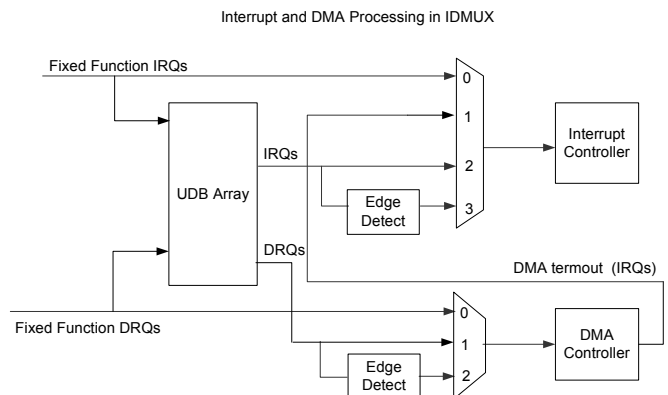 Interrupt and DMA Processing in IDMUX
Fixed Function IRQs
0
1
Interrupt
Controller
IRQs
2
UDB Array
Edge
Detect
3
DRQs
DMA termout (IRQs)
Fixed Function DRQs
0
1
DMA
Controller
Edge
Detect
2